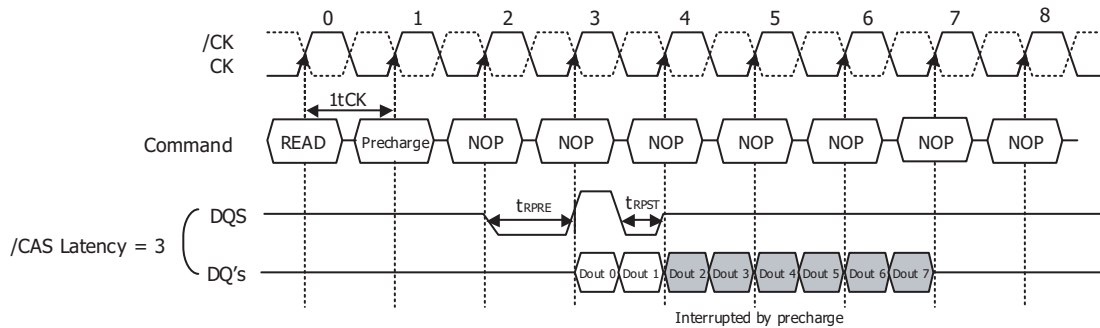 0 1 2 3 4 5 6 7 8
/CK
CK
1tCK
Command READ Precharge NOP NOP NOP NOP NOP NOP NOP
DQS tRPRE tRPST
/CAS Latency = 3
DQ's Dout 0 Dout 1 Dout 2 Dout 3 Dout 4 Dout 5 Dout 6 Dout 7
Interrupted by precharge